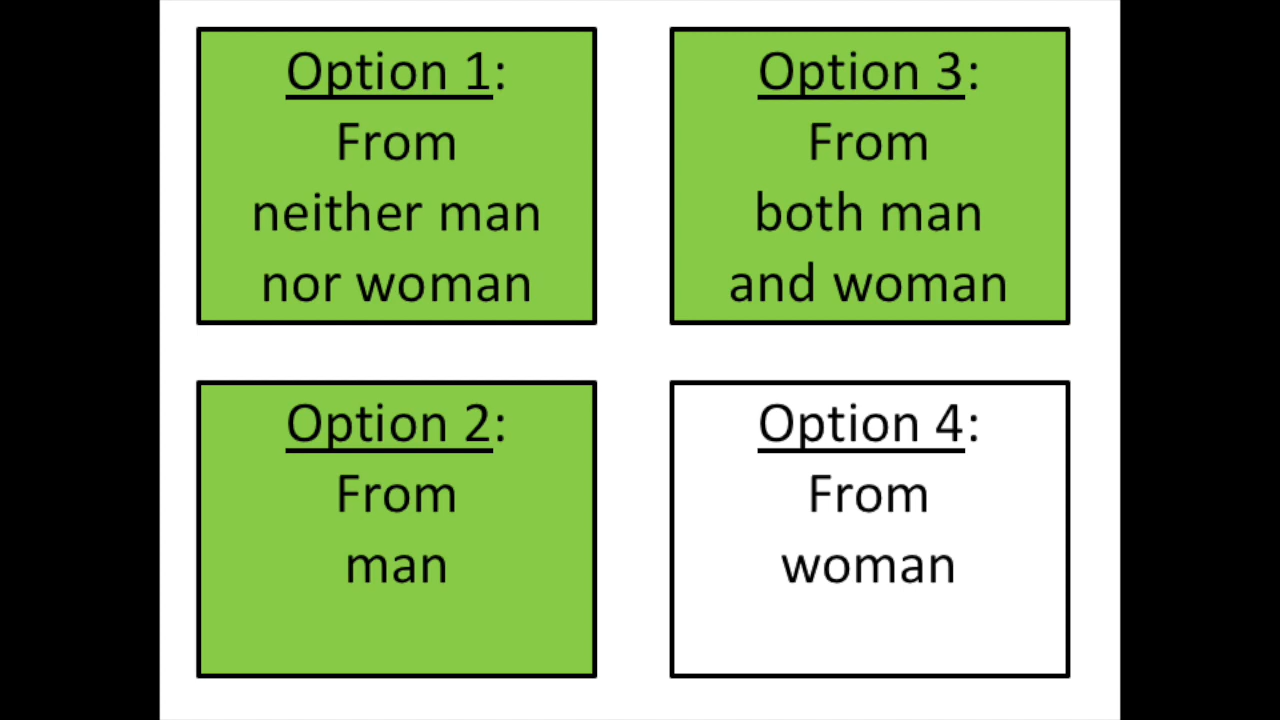 Option 1:
From
neither man
nor woman
Option 3:
From
both man
and woman
Option 2:
From
man
Option 4:
From
woman